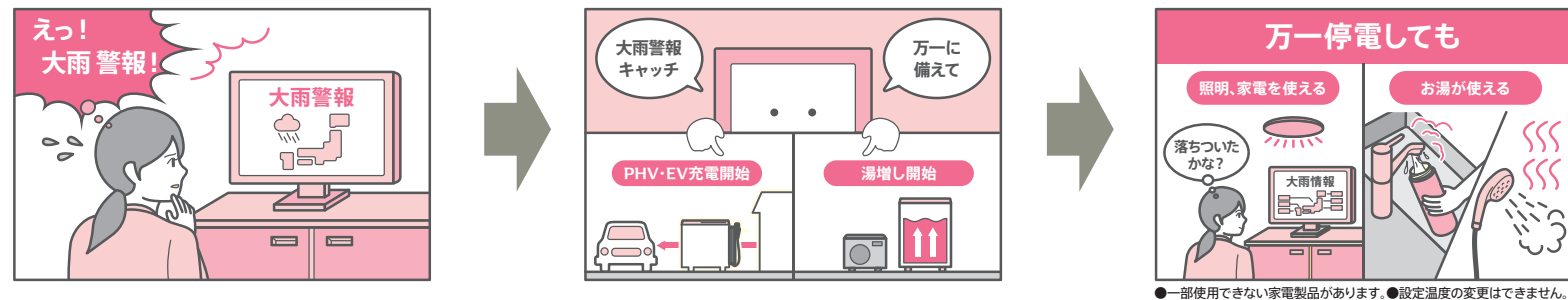 えっ!
大雨 警報!
大雨警報
大雨警報
キャッチ
万一に
備えて
PHV・EV充電開始
湯増し開始
万一停電しても
照明、家電を使える
お湯が使える
落ちついた
かな?
大雨情報
●一部使用できない家電製品があります。●設定温度の変更はできません。